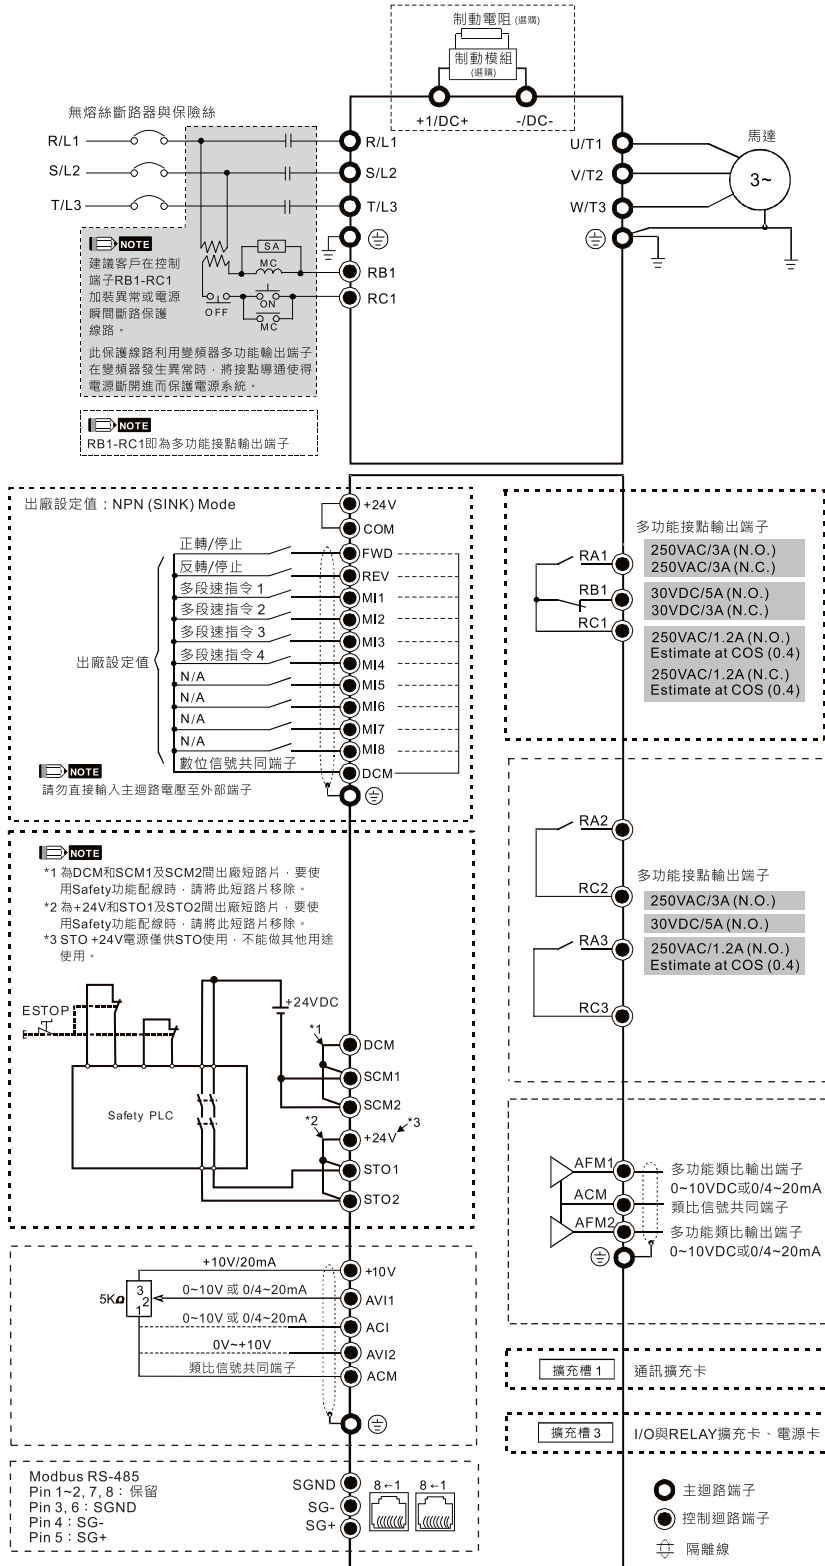 制動電阻 (選購)
制動模組
(選購)
+1/DC+
-/DC-
無熔絲斷路器與保險絲
R/L1
R/L1
U/T1
馬達
S/L2
S/L2
V/T2
3~
T/L3
T/L3
W/T3
NOTE
建議客戶在控制
端子RB1-RC1
加裝異常或電源
瞬間斷路保護
線路。
SA
MC
RB1
OFF
ON
MC
RC1
此保護線路利用變頻器多功能輸出端子
在變頻器發生異常時,將接點導通使得
電源斷開進而保護電源系統。
NOTE
RB1-RC1即為多功能接點輸出端子
出廠設定值:NPN (SINK) Mode
+24V
COM
正轉/停止
FWD
反轉/停止
REV
多段速指令 1
MI1
多段速指令 2
MI2
多段速指令 3
MI3
多段速指令 4
MI4
出廠設定值
N/A
MI5
N/A
MI6
N/A
MI7
N/A
MI8
數位信號共同端子
DCM
NOTE
請勿直接輸入主迴路電壓至外部端子
多功能接點輸出端子
RA1
250VAC/3A (N.O.)
250VAC/3A (N.C.)
RB1
30VDC/5A (N.O.)
30VDC/3A (N.C.)
RC1
250VAC/1.2A (N.O.)
Estimate at COS (0.4)
250VAC/1.2A (N.C.)
Estimate at COS (0.4)
NOTE
*1 為DCM和SCM1及SCM2間出廠短路片,要使
用Safety功能配線時,請將此短路片移除。
*2 為+24V和STO1及STO2間出廠短路片,要使
用Safety功能配線時,請將此短路片移除。
*3 STO +24V電源僅供STO使用,不能做其他用途
使用。
RA2
RC2
多功能接點輸出端子
250VAC/3A (N.O.)
30VDC/5A (N.O.)
RA3
250VAC/1.2A (N.O.)
Estimate at COS (0.4)
RC3
ESTOP
+24VDC
*1
DCM
SCM1
Safety PLC
SCM2
*2
+24V
*3
STO1
STO2
AFM1
多功能類比輸出端子
0~10VDC或0/4~20mA
ACM
類比信號共同端子
AFM2
多功能類比輸出端子
0~10VDC或0/4~20mA
+10V/20mA
+10V
5KΩ
3
2
1
0~10V 或 0/4~20mA
AVI1
0~10V 或 0/4~20mA
ACI
0V~+10V
AVI2
類比信號共同端子
ACM
擴充槽 1
通訊擴充卡
擴充槽 3
I/O與RELAY擴充卡、電源卡
Modbus RS-485
Pin 1~2, 7, 8:保留
Pin 3, 6:SGND
Pin 4:SG-
Pin 5:SG+
SGND
SG-
SG+
8←1
8←1
主迴路端子
控制迴路端子
隔離線